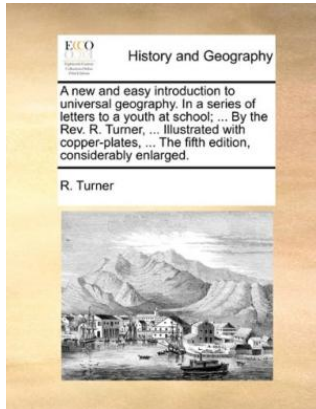 ECCO
History and Geography
A new and easy introduction to
universal geography. In a series of
letters to a youth at school; ... By the
Rev. R. Turner, ... Illustrated with
copper-plates, ... The fifth edition,
considerably enlarged.
R. Turner